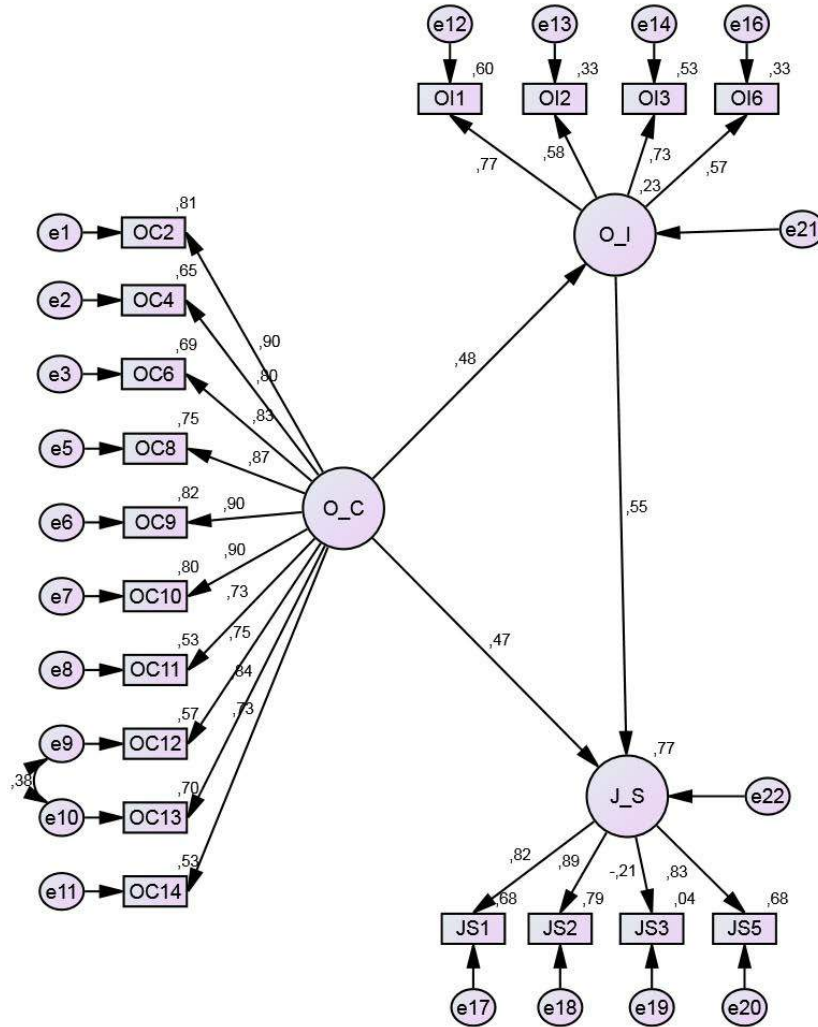 e12
e13
e14
e16
,60
,33
,53
,33
OI1
OI2
OI3
OI6
,77
,58
,73
,57
,23
O_I
e21
,81
e1
OC2
,65
e2
OC4
,90
,69
,80
e3
OC6
,83
,48
,75
e5
OC8
,87
,82
,90
e6
OC9
O_C
,90
,80
e7
OC10
,73
,55
,53
,75
e8
OC11
,84
,47
,57
,73
e9
OC12
,38
,70
e10
OC13
,77
J_S
e22
,53
e11
OC14
,82
,89
-,21
,83
,68
,79
,04
,68
JS1
JS2
JS3
JS5
e17
e18
e19
e20